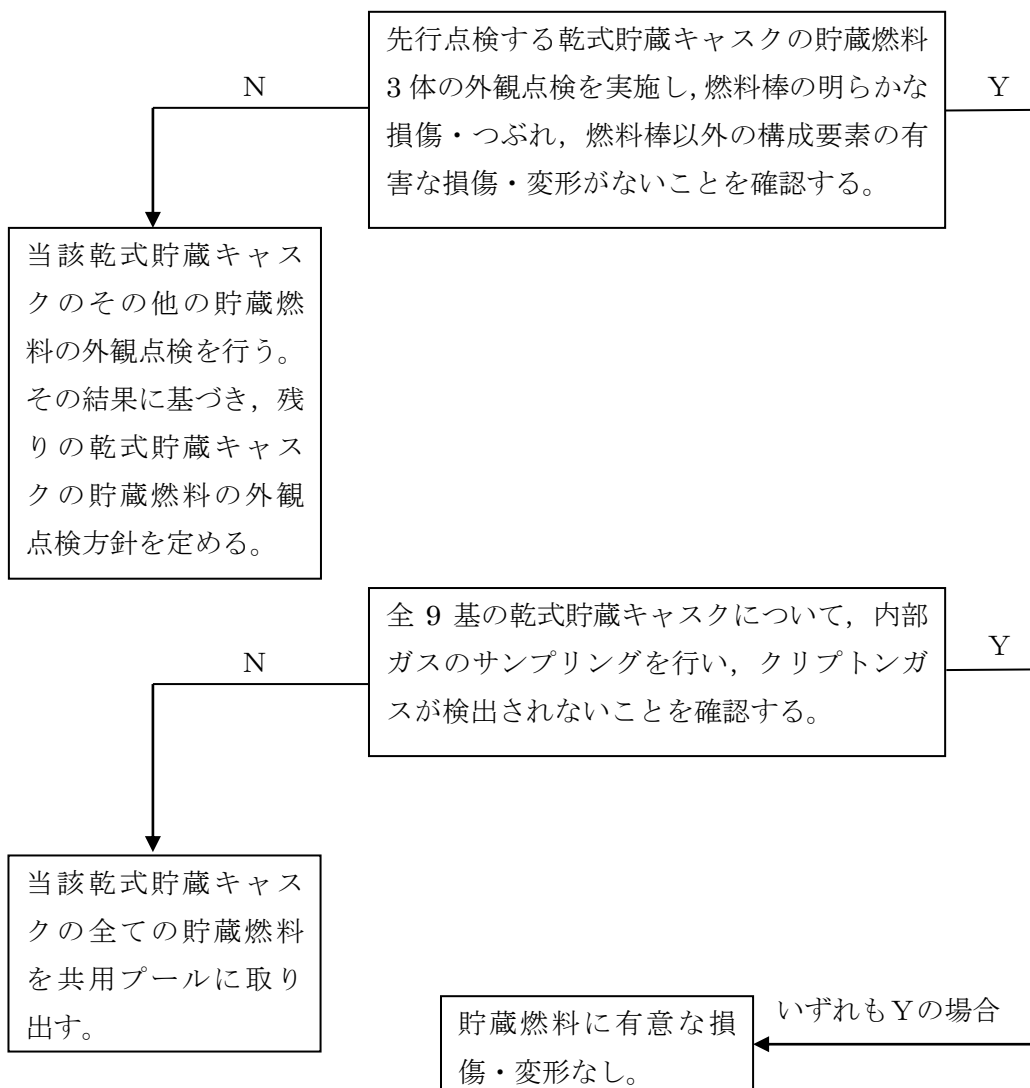 先行点検する乾式貯蔵キャスクの貯蔵燃料
3 体の外観点検を実施し,燃料棒の明らかな
損傷・つぶれ，燃料棒以外の構成要素の有
害な損傷・変形がないことを確認する。
N
Y
当該乾式貯蔵キャス
クのその他の貯蔵燃
料の外観点検を行う。
その結果に基づき，残
りの乾式貯蔵キャス
クの貯蔵燃料の外観
点検方針を定める。
全 9 基の乾式貯蔵キャスクについて，内部
ガスのサンプリングを行い，クリプトンガ
スが検出されないことを確認する。
N
Y
当該乾式貯蔵キャス
クの全ての貯蔵燃料
を共用プールに取り
出す。
いずれもＹの場合
貯蔵燃料に有意な損
傷・変形なし。